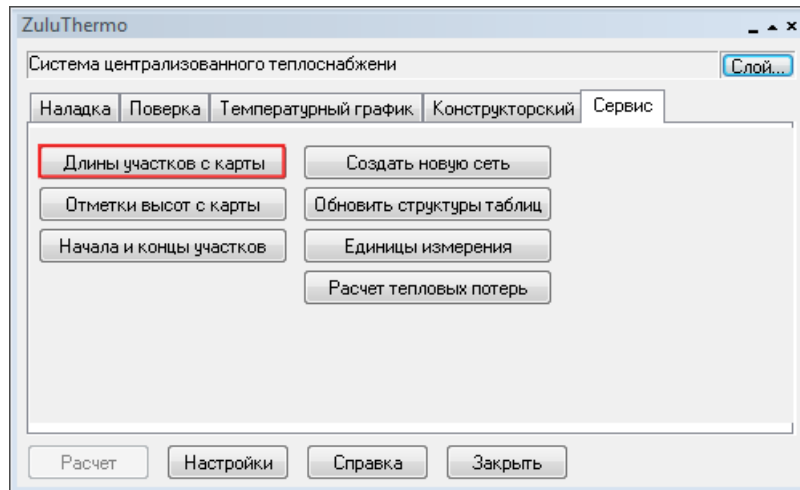 ZuluThermo
Система централизованного теплоснабжени
Слой...
Наладка Поверка Температурный график Конструкторский Сервис
Длины участков с карты Создать новую сеть
Отметки высот с карты Обновить структуры таблиц
Начала и концы участков Единицы измерения
Расчет тепловых потерь
Расчет Настройки Справка Закрыть